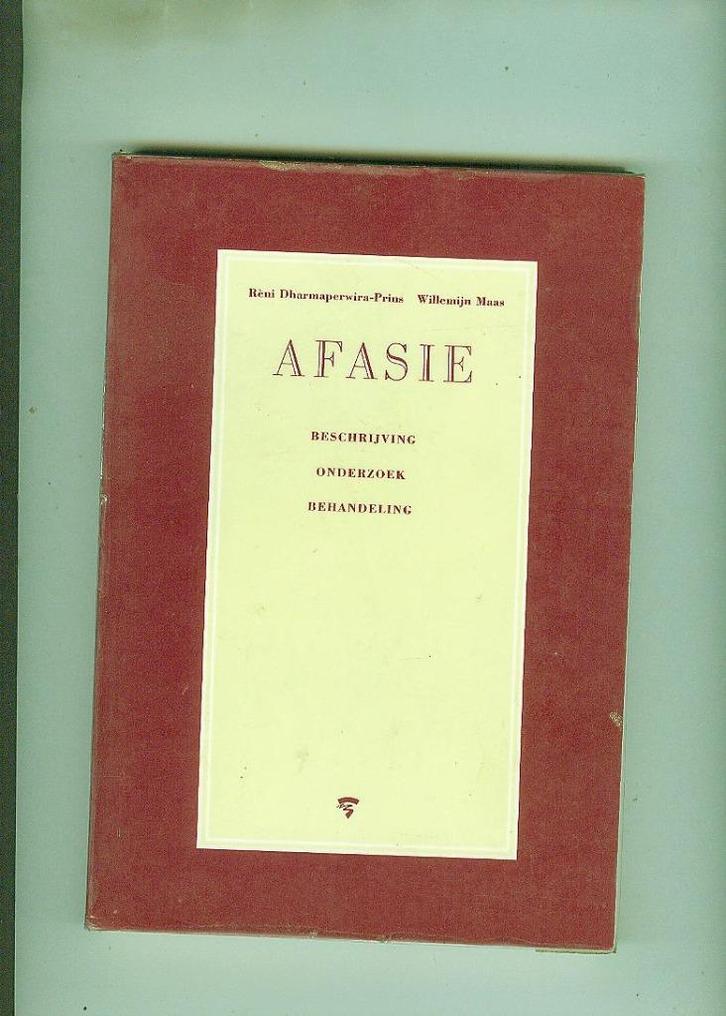 Rèni Dharmaperwira-Prins Willemijn Maas
AFASIE
BESCHRIJVING
ONDERZOEK
BEHANDELING